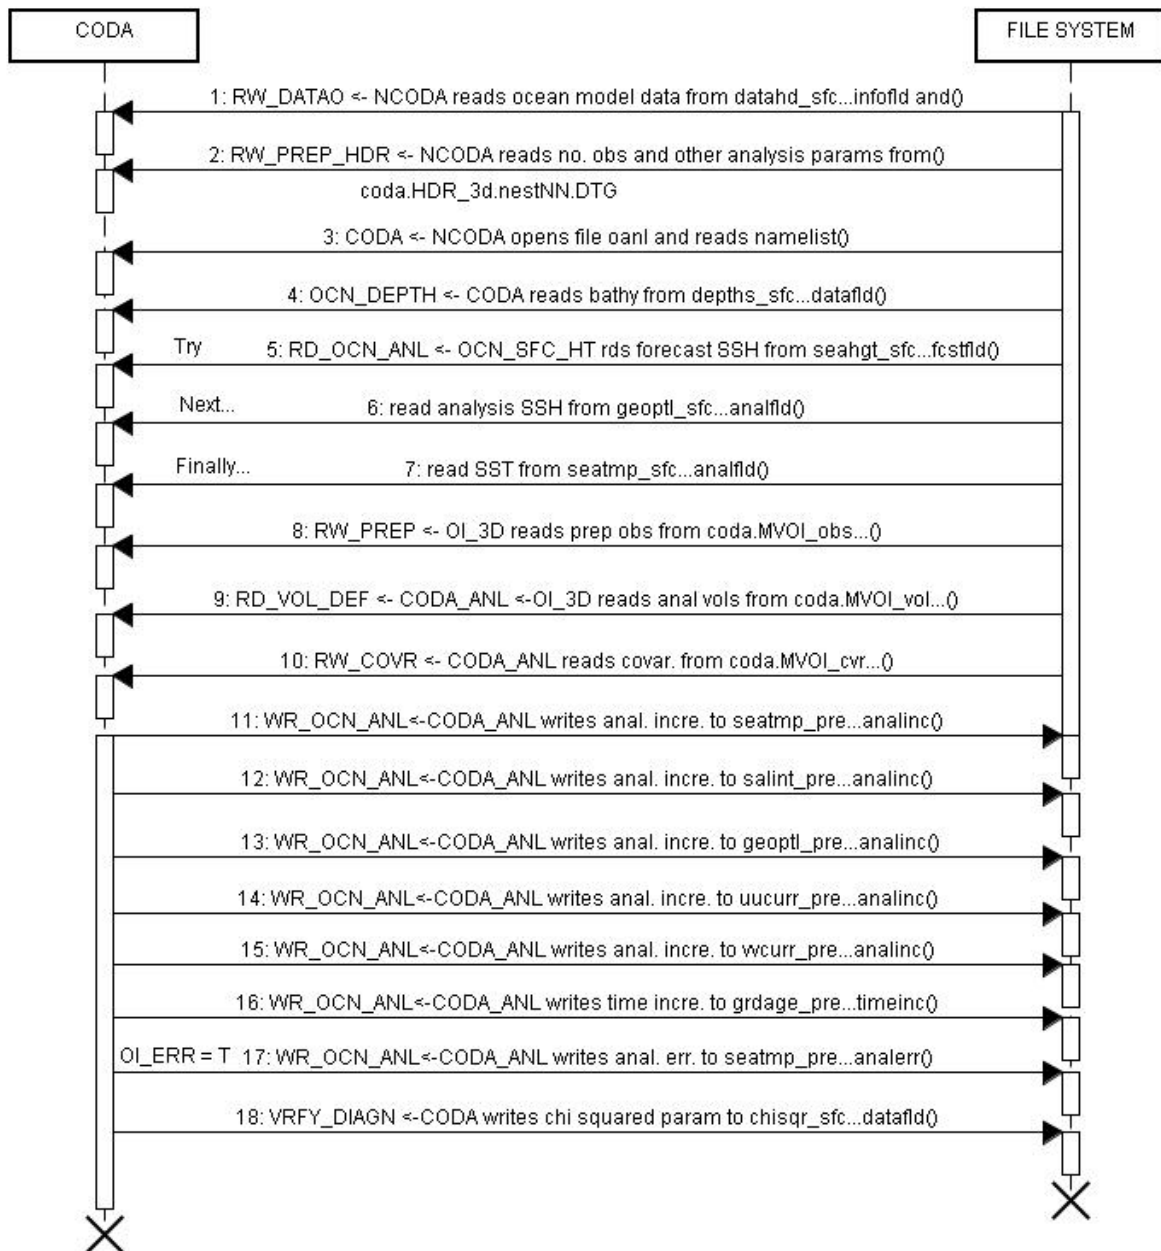 CODA
FILE SYSTEM
1: RW_DATAO <- NCODA reads ocean model data from datahd_sfc...infofld and()
2: RW_PREP_HDR <- NCODA reads no. obs and other analysis params from()
coda.HDR_3d.nestNN.DTG
3: CODA <- NCODA opens file oanl and reads namelist()
4: OCN_DEPTH <- CODA reads bathy from depths_sfc...datafld()
Try
5: RD_OCN_ANL <- OCN_SFC_HT rds forecast SSH from seahgt_sfc...fcstfld()
Next...
6: read analysis SSH from geoptl_sfc...analfld()
Finally...
7: read SST from seatmp_sfc...analfld()
8: RW_PREP <- OI_3D reads prep obs from coda.MVOI_obs...()
9: RD_VOL_DEF <- CODA_ANL <-OI_3D reads anal vols from coda.MVOI_vol...()
10: RW_COVR <- CODA_ANL reads covar. from coda.MVOI_cvr...()
11: WR_OCN_ANL<-CODA_ANL writes anal. incre. to seatmp_pre...analinc()
12: WR_OCN_ANL<-CODA_ANL writes anal. incre. to salint_pre...analinc()
13: WR_OCN_ANL<-CODA_ANL writes anal. incre. to geoptl_pre...analinc()
14: WR_OCN_ANL<-CODA_ANL writes anal. incre. to uucurr_pre...analinc()
15: WR_OCN_ANL<-CODA_ANL writes anal. incre. to vvcurr_pre...analinc()
16: WR_OCN_ANL<-CODA_ANL writes time incre. to grdage_pre...timeinc()
OI_ERR = T
17: WR_OCN_ANL<-CODA_ANL writes anal. err. to seatmp_pre...analerr()
18: VRFY_DIAGN <-CODA writes chi squared param to chisqr_sfc...datafld()